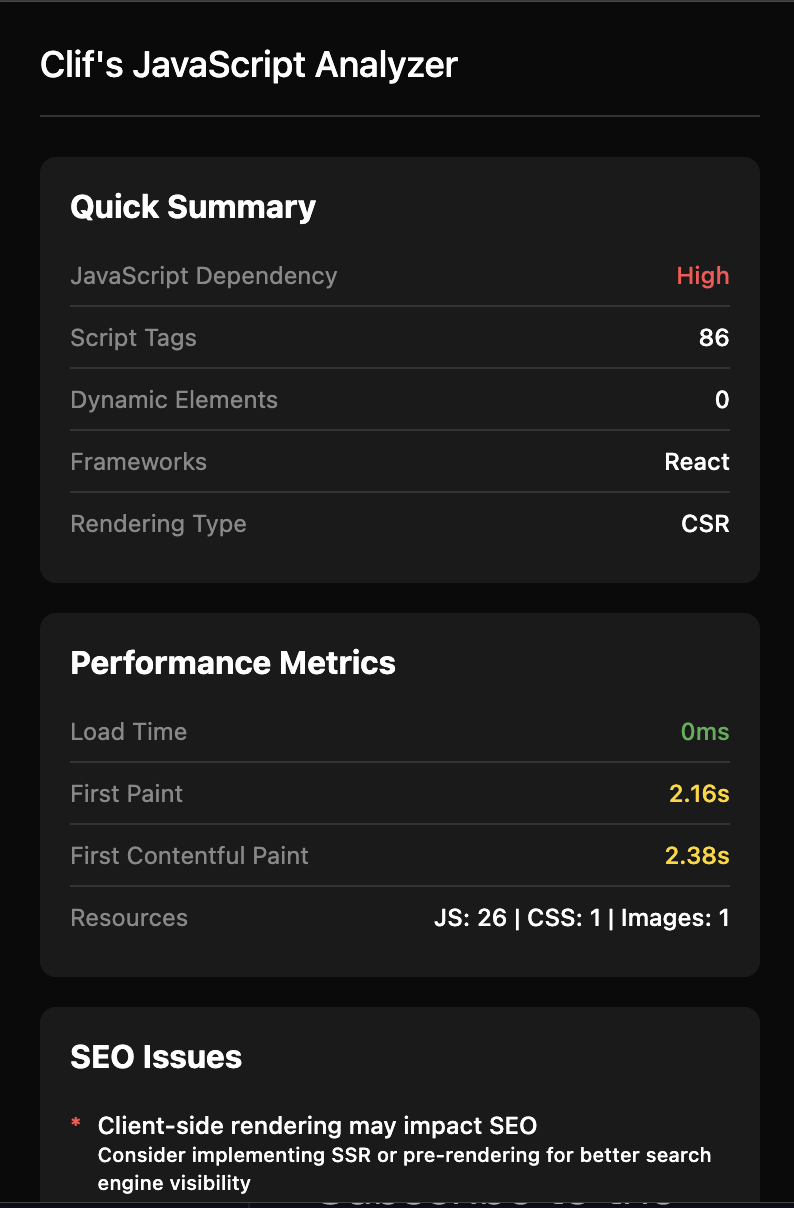 Clif's JavaScript Analyzer
Quick Summary
JavaScript Dependency High
Script Tags 86
Dynamic Elements 0
Frameworks React
Rendering Type CSR
Performance Metrics
Load Time 0ms
First Paint 2.16s
First Contentful Paint 2.38s
Resources JS: 26 | CSS: 1 | Images: 1
SEO Issues
* Client-side rendering may impact SEO
Consider implementing SSR or pre-rendering for better search
engine visibility